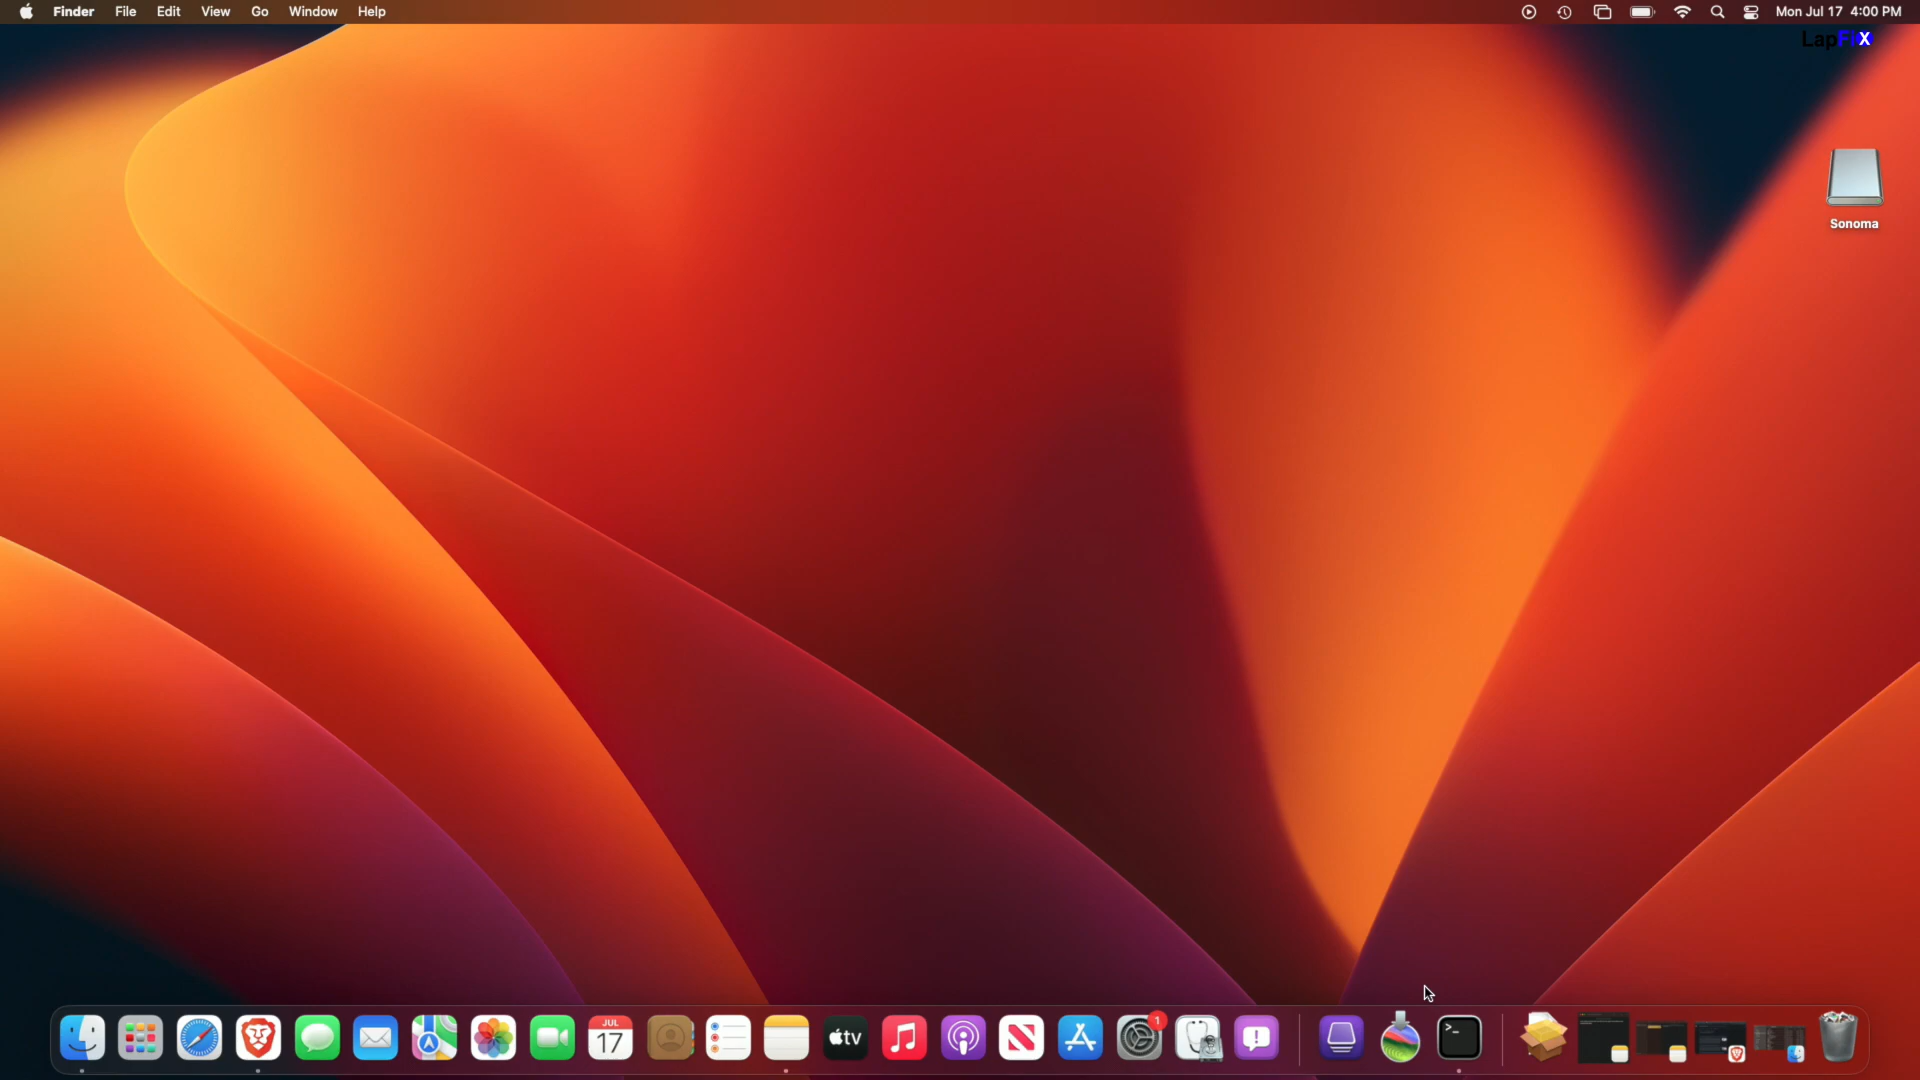 Finder File Edit View Go Window Help Mon Jul 17 4:00 PM
LapFix
Sonoma
JUL
17
tv
1
>_